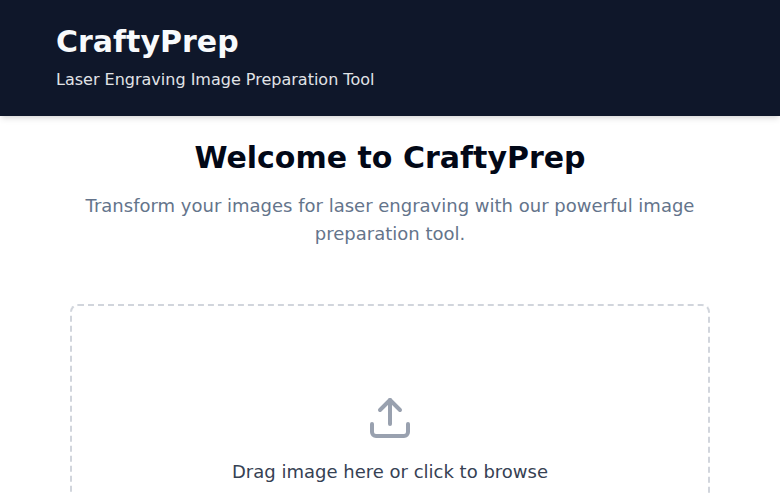 CraftyPrep
Laser Engraving Image Preparation Tool
Welcome to CraftyPrep
Transform your images for laser engraving with our powerful image
preparation tool.
Drag image here or click to browse